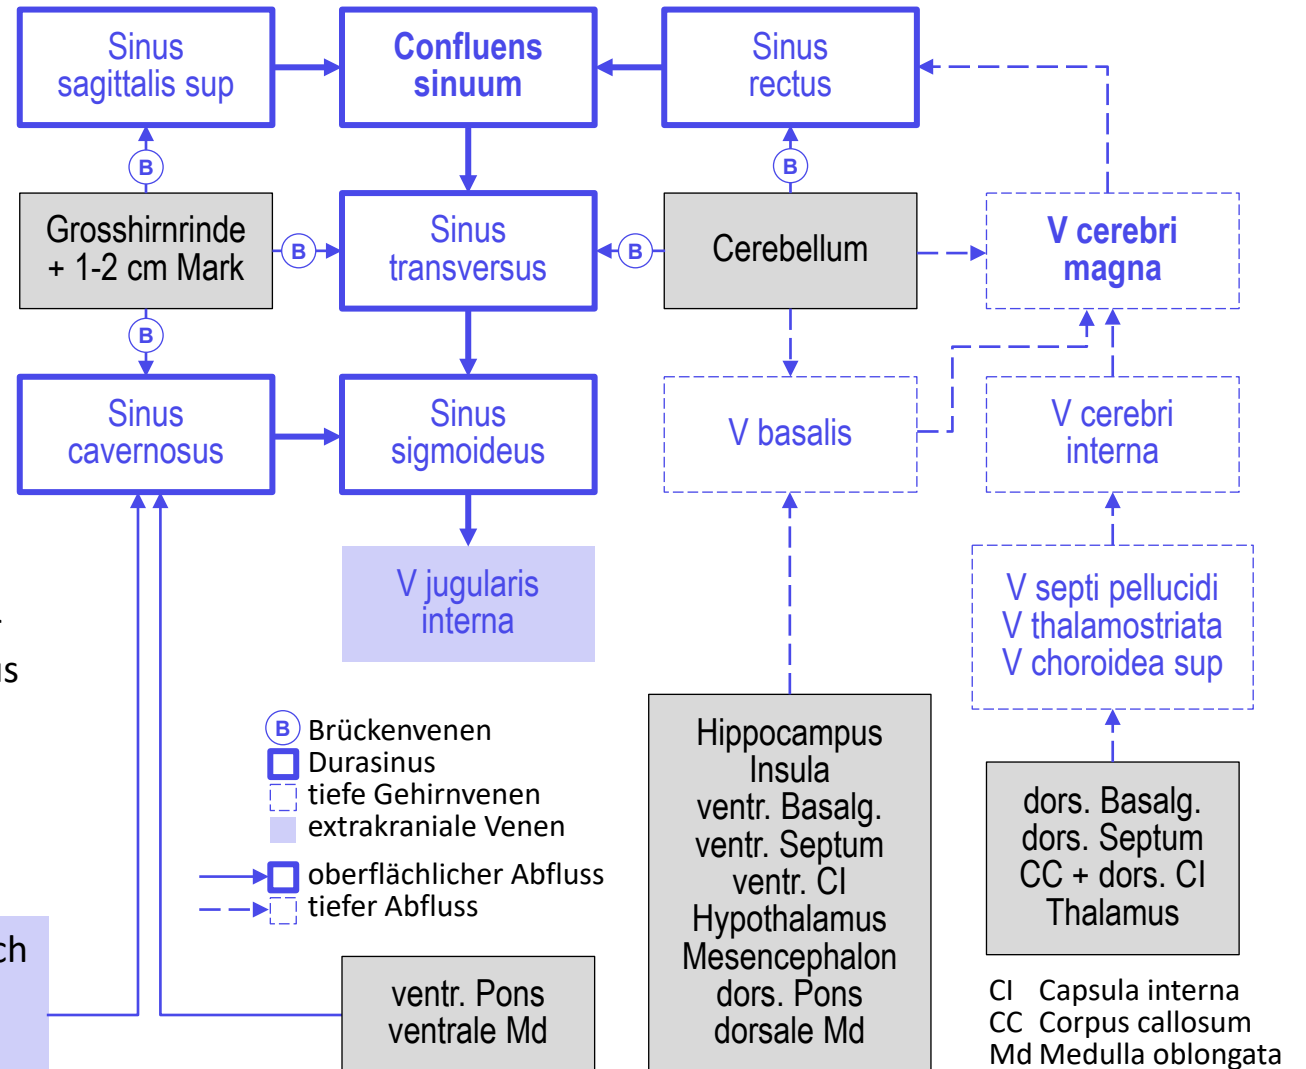 Sinus
sagittalis sup
Confluens
sinuum
Sinus
rectus
B
B
Grosshirnrinde
+ 1-2 cm Mark
B
Sinus
transversus
B
Cerebellum
V cerebri
magna
B
Sinus
cavernosus
Sinus
sigmoideus
V basalis
V cerebri
interna
V jugularis
interna
V septi pellucidi
V thalamostriata
V choroidea sup
B Brückenvenen
Durasinus
tiefe Gehirnvenen
extrakraniale Venen
oberflächlicher Abfluss
tiefer Abfluss
ventr. Pons
ventrale Md
Hippocampus
Insula
ventr. Basalg.
ventr. Septum
ventr. CI
Hypothalamus
Mesencephalon
dors. Pons
dorsale Md
dors. Basalg.
dors. Septum
CC + dors. CI
Thalamus
CI Capsula interna
CC Corpus callosum
Md Medulla oblongata